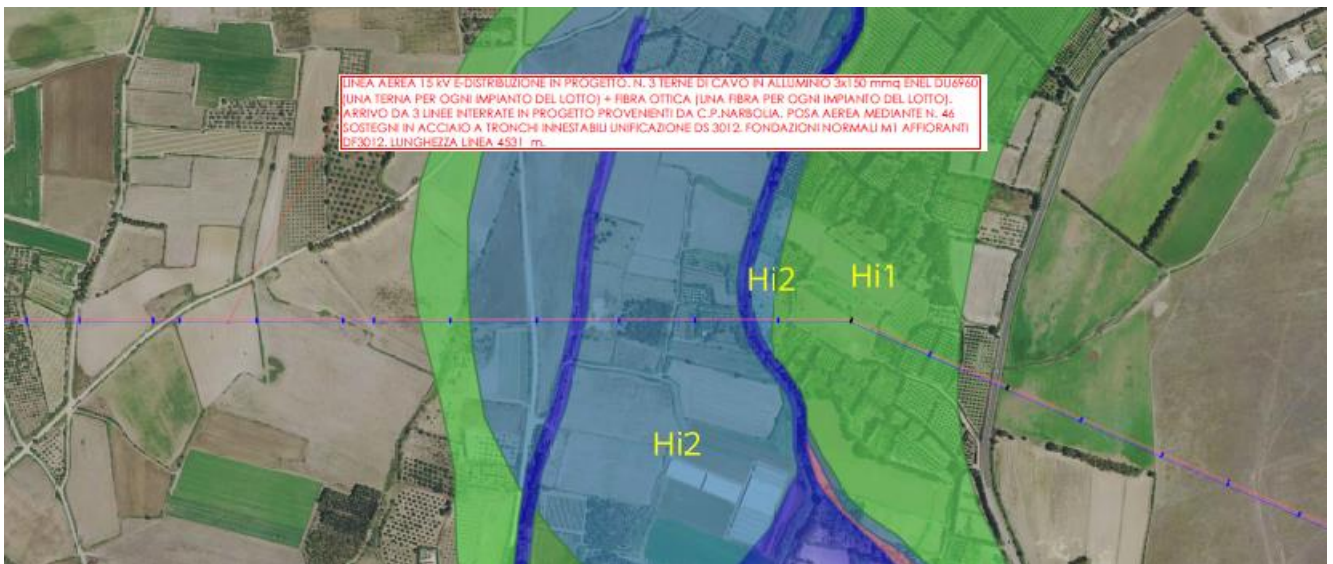 LINEA AEREA 15 kV E-DISTRIBUZIONE IN PROGETTO. N. 3 TERNE DI CAVO IN ALLUMINIO 3x150 mmq ENEL DU6960
(UNA TERNA PER OGNI IMPIANTO DEL LOTTO) + FIBRA OTTICA (UNA FIBRA PER OGNI IMPIANTO DEL LOTTO).
ARRIVO DA 3 LINEE INTERRATE IN PROGETTO PROVENIENTI DA C.P.NARBOLIA. POSA AEREA MEDIANTE N. 46
SOSTEGNI IN ACCIAIO A TRONCHI INNESTABILI UNIFICAZIONE DS 3012. FONDAZIONI NORMALI M1 AFFIORANTI
DF3012. LUNGHEZZA LINEA 4531 m.
Hi2
Hi1
Hi2